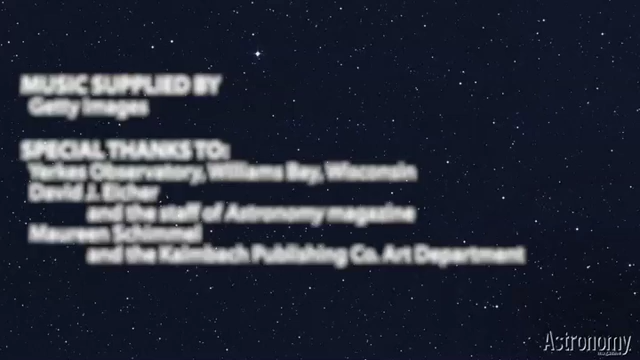 MUSIC SUPPLIED BY
Getty Images
SPECIAL THANKS TO:
Yerkes Observatory, Williams Bay, Wisconsin
David J. Eicher
and the staff of Astronomy magazine
Maureen Schimmel
and the Kalmbach Publishing Co. Art Department
Astronomy
magazine